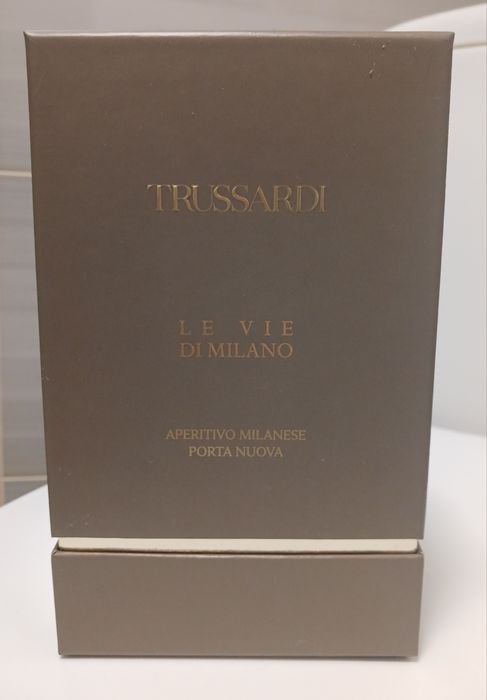 TRUSSARDI
LE VIE
DI MILANO
APERITIVO MILANESE
PORTA NUOVA